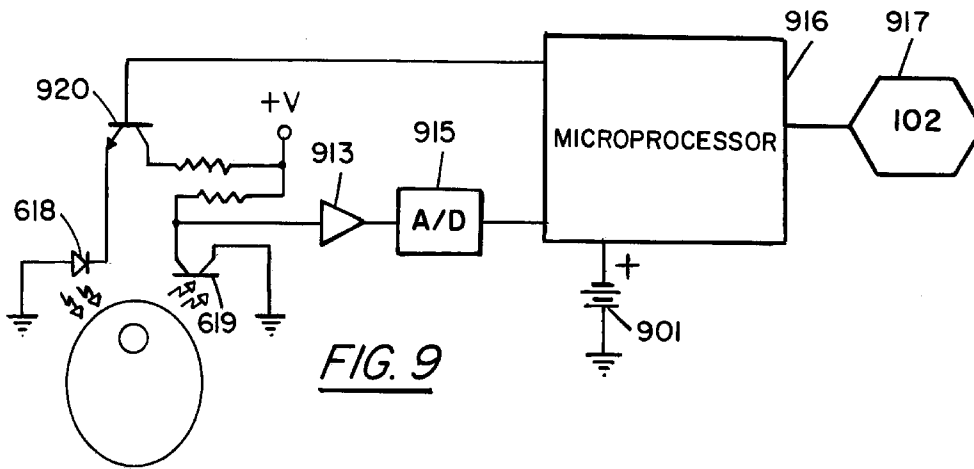 916
917
920
+V
913
915
MICROPROCESSOR
102
618
A/D
619
+
901
FIG. 9